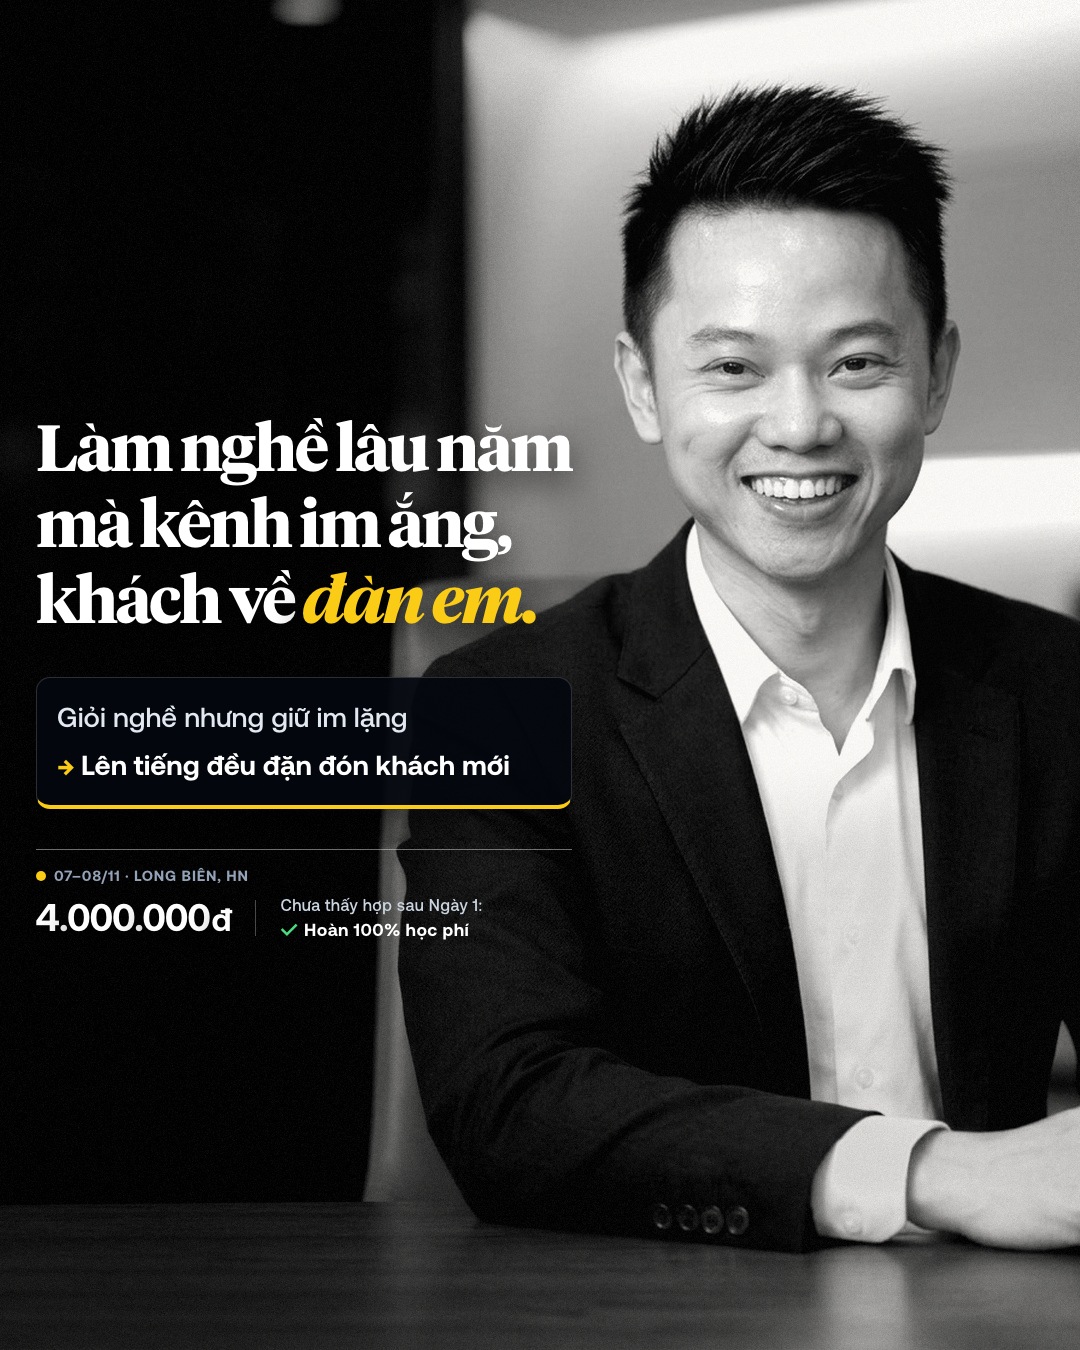 Làm nghề lâu năm
mà kênh im ắng,
khách về đàn em.
Giỏi nghề nhưng giữ im lặng
→ Lên tiếng đều đặn đón khách mới
07–08/11 · LONG BIÊN, HN
4.000.000đ
Chưa thấy hợp sau Ngày 1:
✓ Hoàn 100% học phí